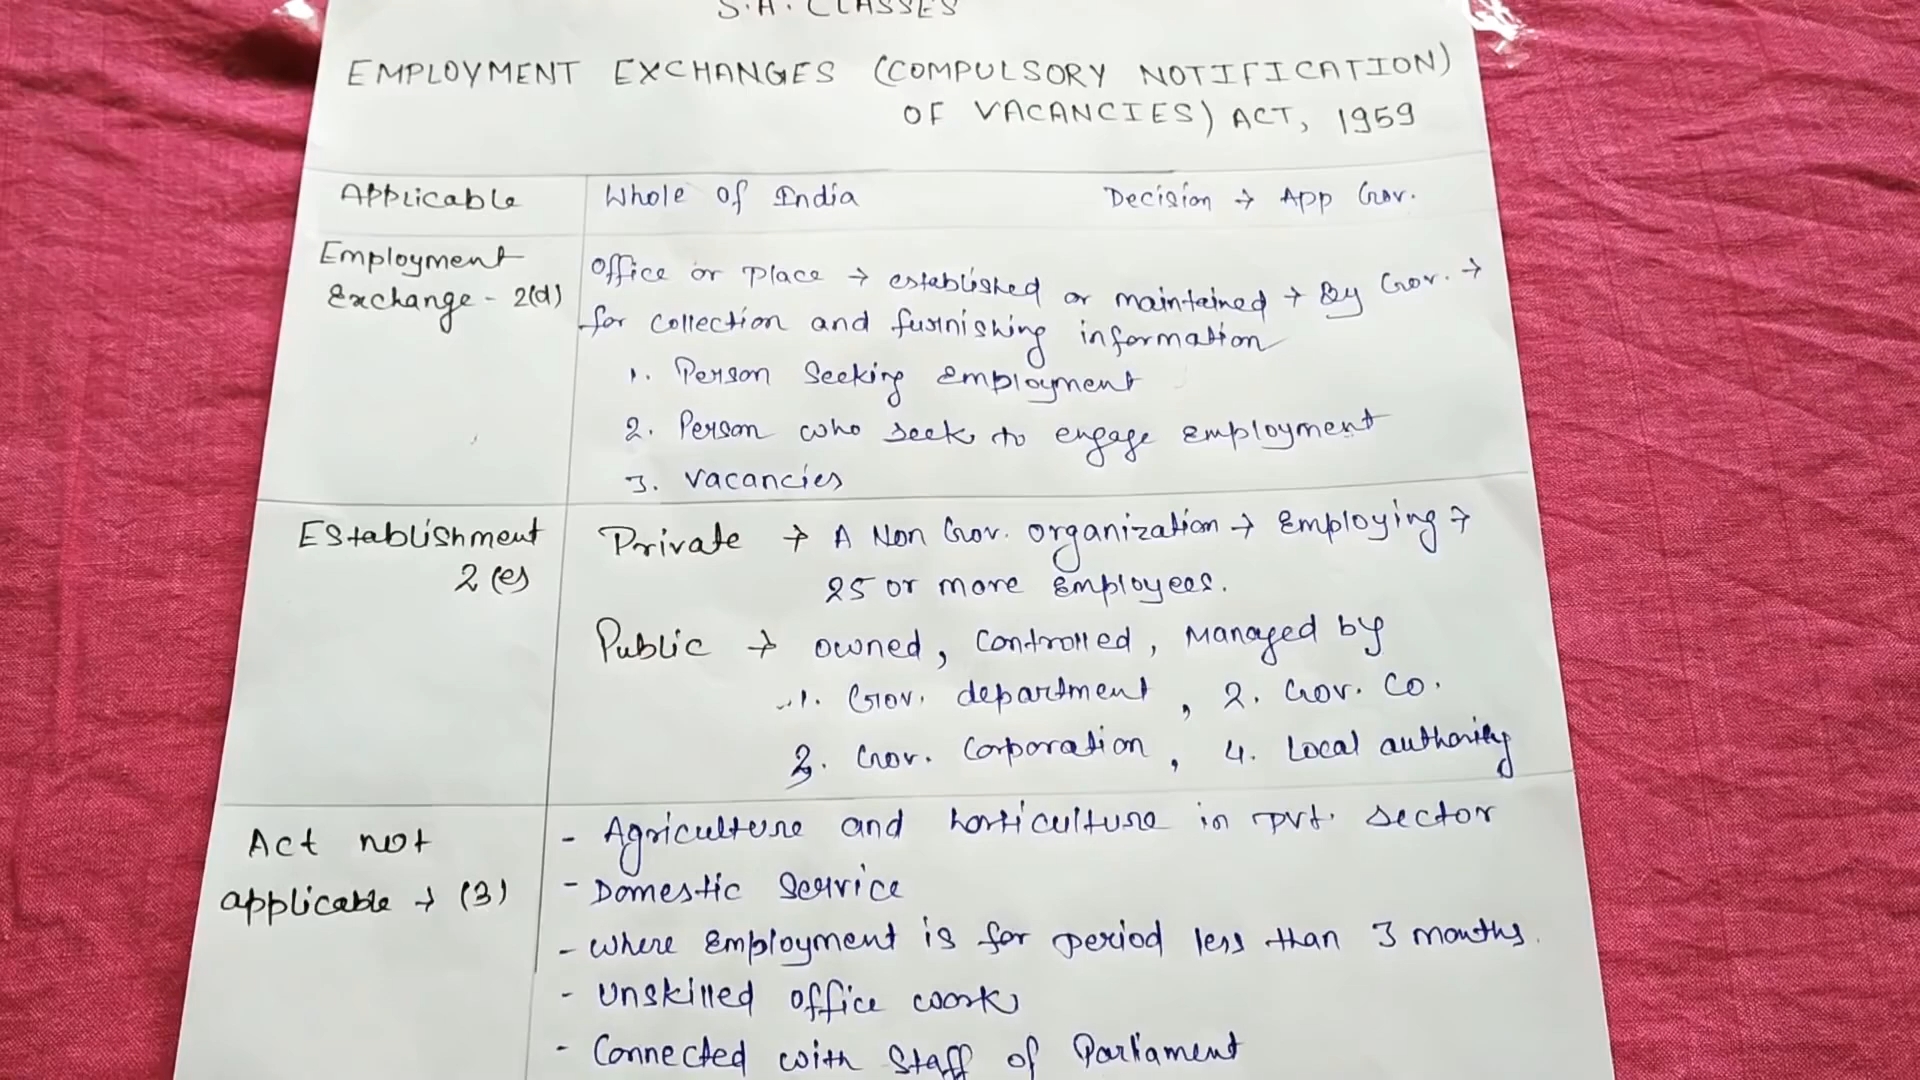 S.A. CLASSES
EMPLOYMENT EXCHANGES (COMPULSORY NOTIFICATION)
OF VACANCIES) ACT, 1959
Applicable
Whole of India Decision → App Gov.
Employment
Exchange - 2(d)
Office or place → established or maintained → By Gov. →
for collection and furnishing information
1. Person seeking employment
2. Person who seek to engage employment
3. vacancies
Establishment
2(e)
Private → A Non Gov. organization → Employing →
25 or more employees.
Public → owned, controlled, Managed by
1. Gov. department, 2. Gov. Co.
3. Gov. Corporation, 4. Local authority
Act not
applicable → (3)
- Agriculture and horticulture in pvt. sector
- Domestic Service
- where employment is for period less than 3 months.
- Unskilled office work
- Connected with staff of Parliament